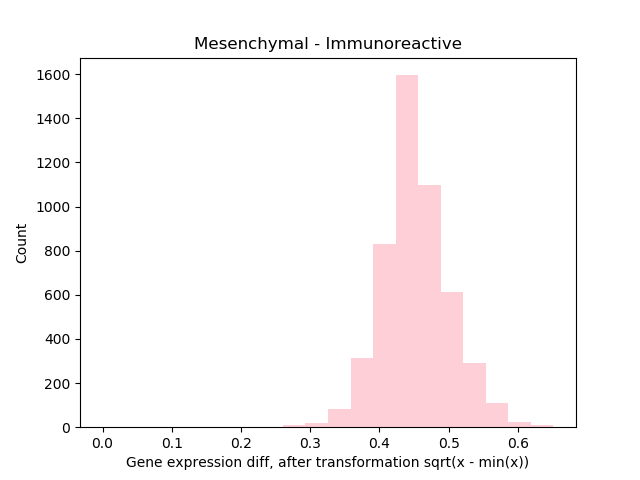 Mesenchymal - Immunoreactive
1600
1400
1200
1000
800
600
400
200
0
Count
0.0 0.1 0.2 0.3 0.4 0.5 0.6
Gene expression diff, after transformation sqrt(x - min(x))